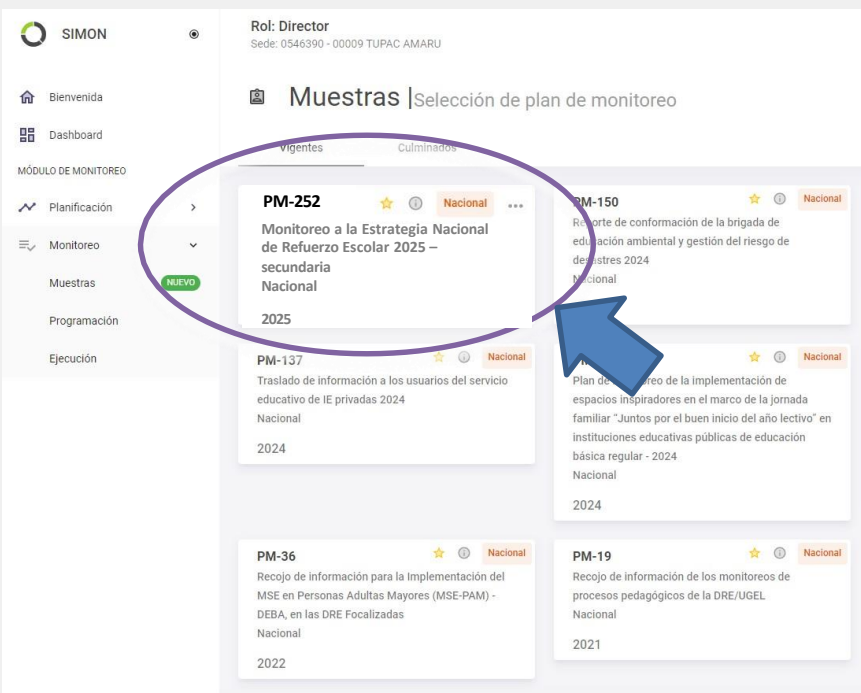 SIMON
Rol: Director
Sede: 0546390 - 00009 TUPAC AMARU
Bienvenida
Dashboard
MÓDULO DE MONITOREO
Planificación
Monitoreo
Muestras NUEVO
Programación
Ejecución
Muestras |Selección de plan de monitoreo
Vigentes Culminados
PM-252 Nacional
Monitoreo a la Estrategia Nacional
de Refuerzo Escolar 2025 –
secundaria
Nacional
2025
PM-150 Nacional
Reporte de conformación de la brigada de
educación ambiental y gestión del riesgo de
desastres 2024
Nacional
PM-137 Nacional
Traslado de información a los usuarios del servicio
educativo de IE privadas 2024
Nacional
2024
Nacional
Plan de monitoreo de la implementación de
espacios inspiradores en el marco de la jornada
familiar "Juntos por el buen inicio del año lectivo" en
instituciones educativas públicas de educación
básica regular - 2024
Nacional
2024
PM-36 Nacional
Recojo de información para la Implementación del
MSE en Personas Adultas Mayores (MSE-PAM) -
DEBA, en las DRE Focalizadas
Nacional
2022
PM-19 Nacional
Recojo de información de los monitoreos de
procesos pedagógicos de la DRE/UGEL
Nacional
2021